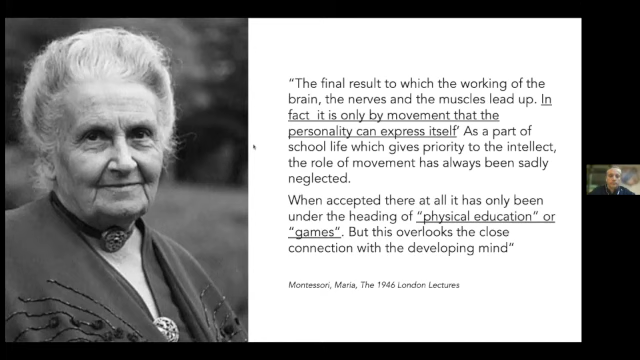 “The final result to which the working of the
brain, the nerves and the muscles lead up. In
fact  it is only by movement that the
personality can express itself’ As a part of
school life which gives priority to the intellect,
the role of movement has always been sadly
neglected.
When accepted there at all it has only been
under the heading of “physical education” or
“games”. But this overlooks the close
connection with the developing mind”
Montessori, Maria, The 1946 London Lectures